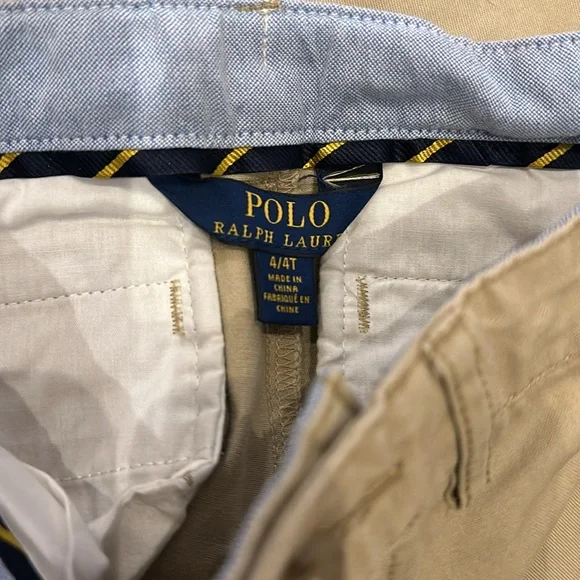 POLO
RALPH LAUR
4/4T
MADE IN
CHINA
FABRIQUÉ EN
CHINE